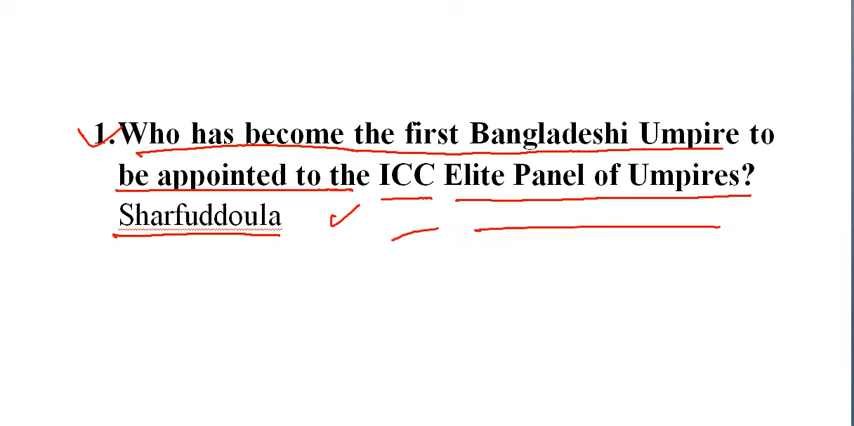 1. Who has become the first Bangladeshi Umpire to
be appointed to the ICC Elite Panel of Umpires?
Sharfuddoula